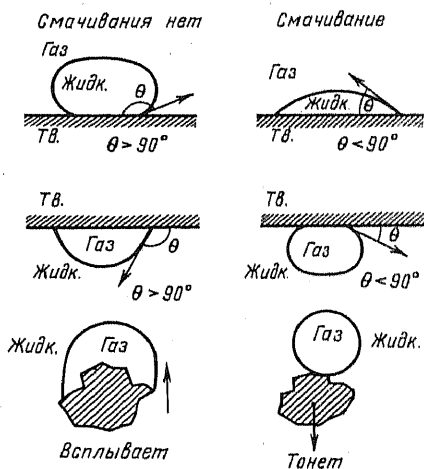 Смачивания нет
Смачивание
Газ
Жидк.
θ
Тв.
θ > 90°
Газ
Жидк.
θ
Тв.
θ < 90°
Тв.
Газ
θ
Жидк.
θ > 90°
Тв.
Газ
θ
Жидк.
θ < 90°
Жидк.
Газ
Всплывает
Газ
Жидк.
Тонет